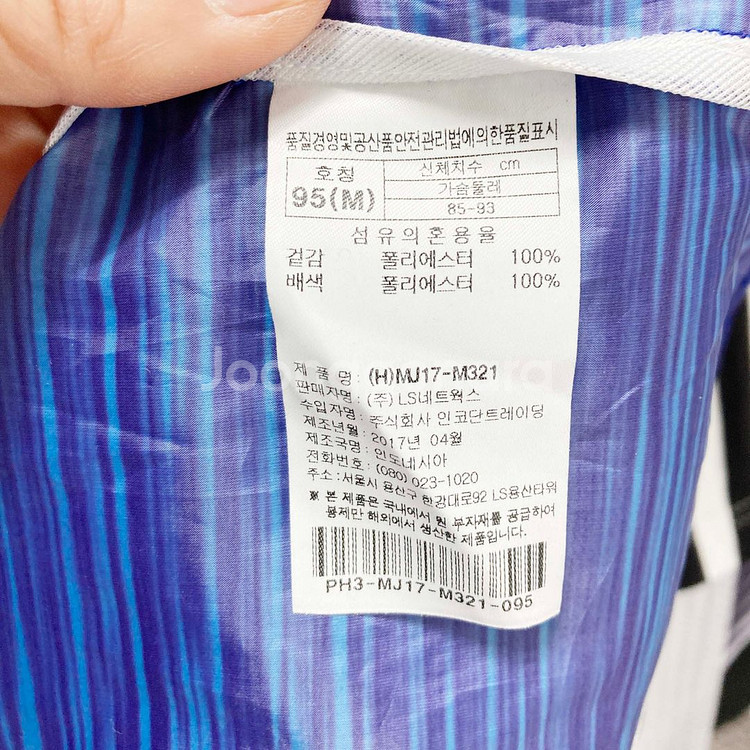 품질경영및공산품안전관리법에의한품질표시
호칭 신체치수 cm
95(M) 가슴둘레
85-93
섬유의혼용율
겉감 폴리에스터 100%
배색 폴리에스터 100%
제 품 명 : (H)MJ17-M321
판매자명 : (주) LS네트웍스
수입자명 : 주식회사 인코단트레이딩
제조년월 : 2017년 04월
제조국명 : 인도네시아
전화번호 : (080) 023-1020
주소 : 서울시 용산구 한강대로92 LS용산타워
※ 본 제품은 국내에서 원 부자재를 공급하여
봉제만 해외에서 생산한 제품입니다.
PH3-MJ17-M321-095